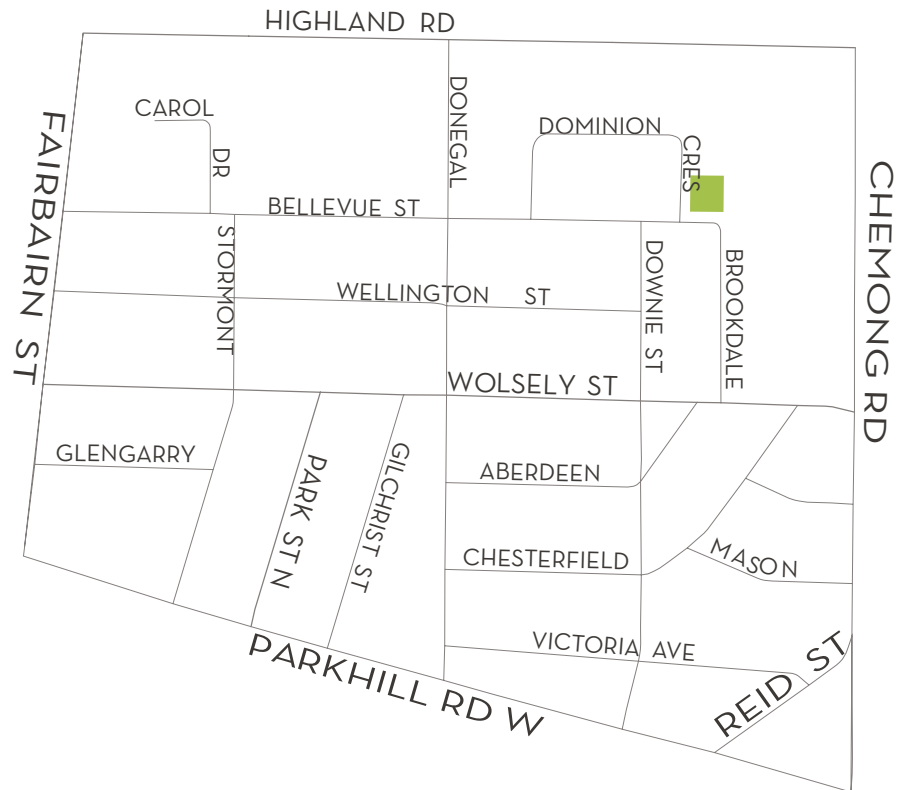 HIGHLAND RD
CAROL
DR
DONEGAL
DOMINION
CRES
FAIRBAIRN ST
CHEMONG RD
BELLEVUE ST
STORMONT
WELLINGTON ST
DOWNIE ST
BROOKDALE
WOLSELY ST
GLENGARRY
PARK ST N
GILCHRIST ST
ABERDEEN
CHESTERFIELD
MASON
VICTORIA AVE
REID ST
PARKHILL RD W